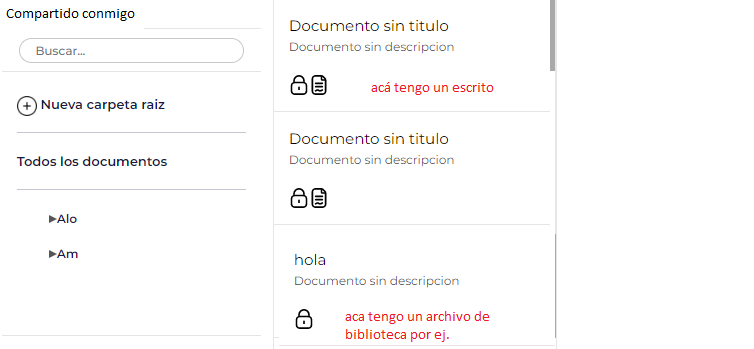 Compartido conmigo
Buscar...
Nueva carpeta raiz
Todos los documentos
Alo
Am
Documento sin titulo
Documento sin descripcion
acá tengo un escrito
Documento sin titulo
Documento sin descripcion
hola
Documento sin descripcion
aca tengo un archivo de
biblioteca por ej.